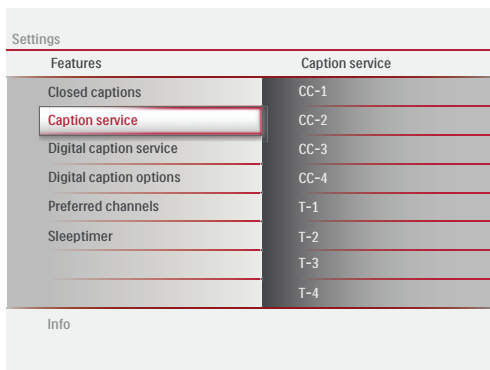 Settings
Features Caption service
Closed captions CC-1
Caption service CC-2
Digital caption service CC-3
Digital caption options CC-4
Preferred channels T-1
Sleeptimer T-2
T-3
T-4
Info